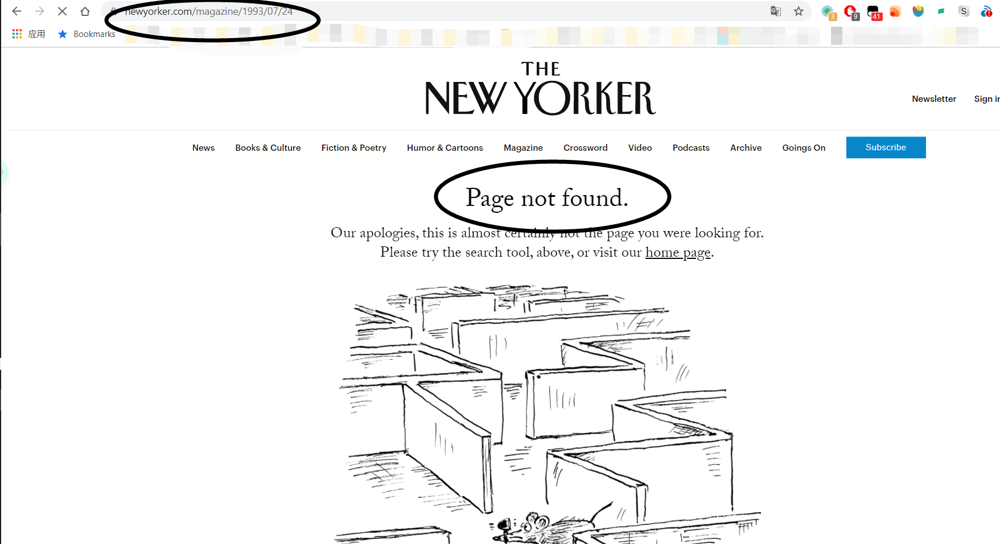 newyorker.com/magazine/1993/07/24
3
9
41
S
应用
Bookmarks
THE
NEW YORKER
Newsletter
Sign in
News
Books & Culture
Fiction & Poetry
Humor & Cartoons
Magazine
Crossword
Video
Podcasts
Archive
Goings On
Subscribe
Page not found.
Our apologies, this is almost certainly not the page you were looking for.
Please try the search tool, above, or visit our home page.